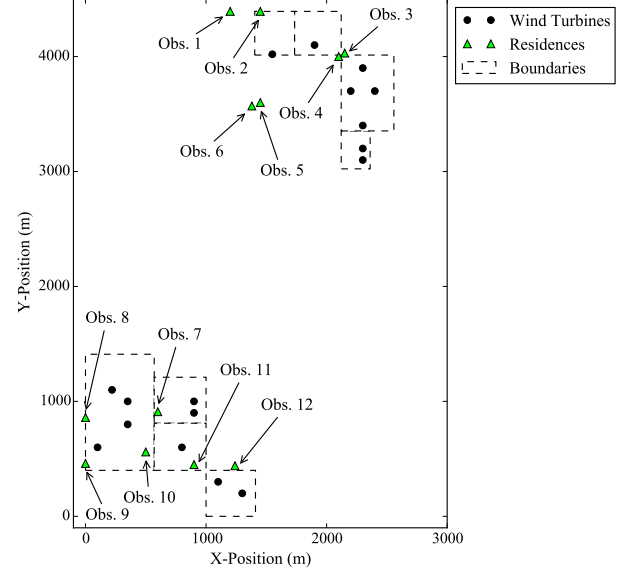 Obs. 1
Obs. 2
Obs. 3
Obs. 4
Obs. 6
Obs. 5
4000
3000
2000
1000
0
Y-Position (m)
Obs. 8
Obs. 7
Obs. 11
Obs. 12
Obs. 10
Obs. 9
0
1000
2000
3000
X-Position (m)
Wind Turbines
Residences
Boundaries